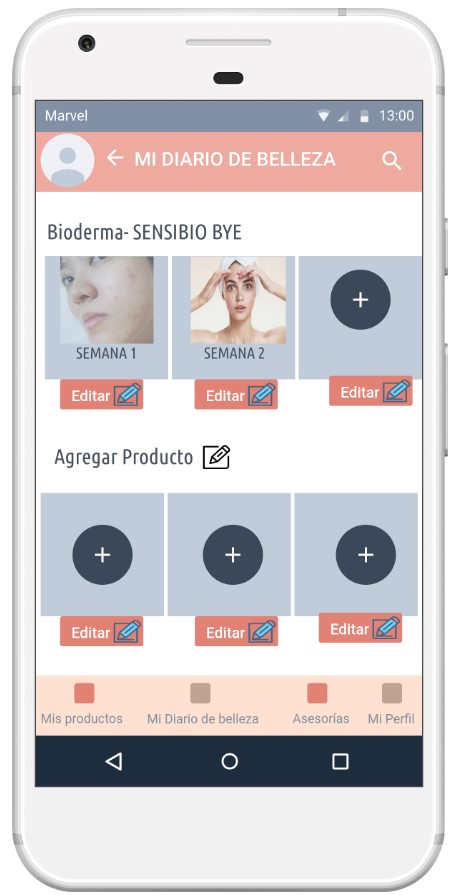 Marvel 13:00
MI DIARIO DE BELLEZA
Bioderma- SENSIBIO BYE
SEMANA 1 SEMANA 2
Editar Editar Editar
Agregar Producto
Editar Editar Editar
Mis productos Mi Diario de belleza Asesorías Mi Perfil